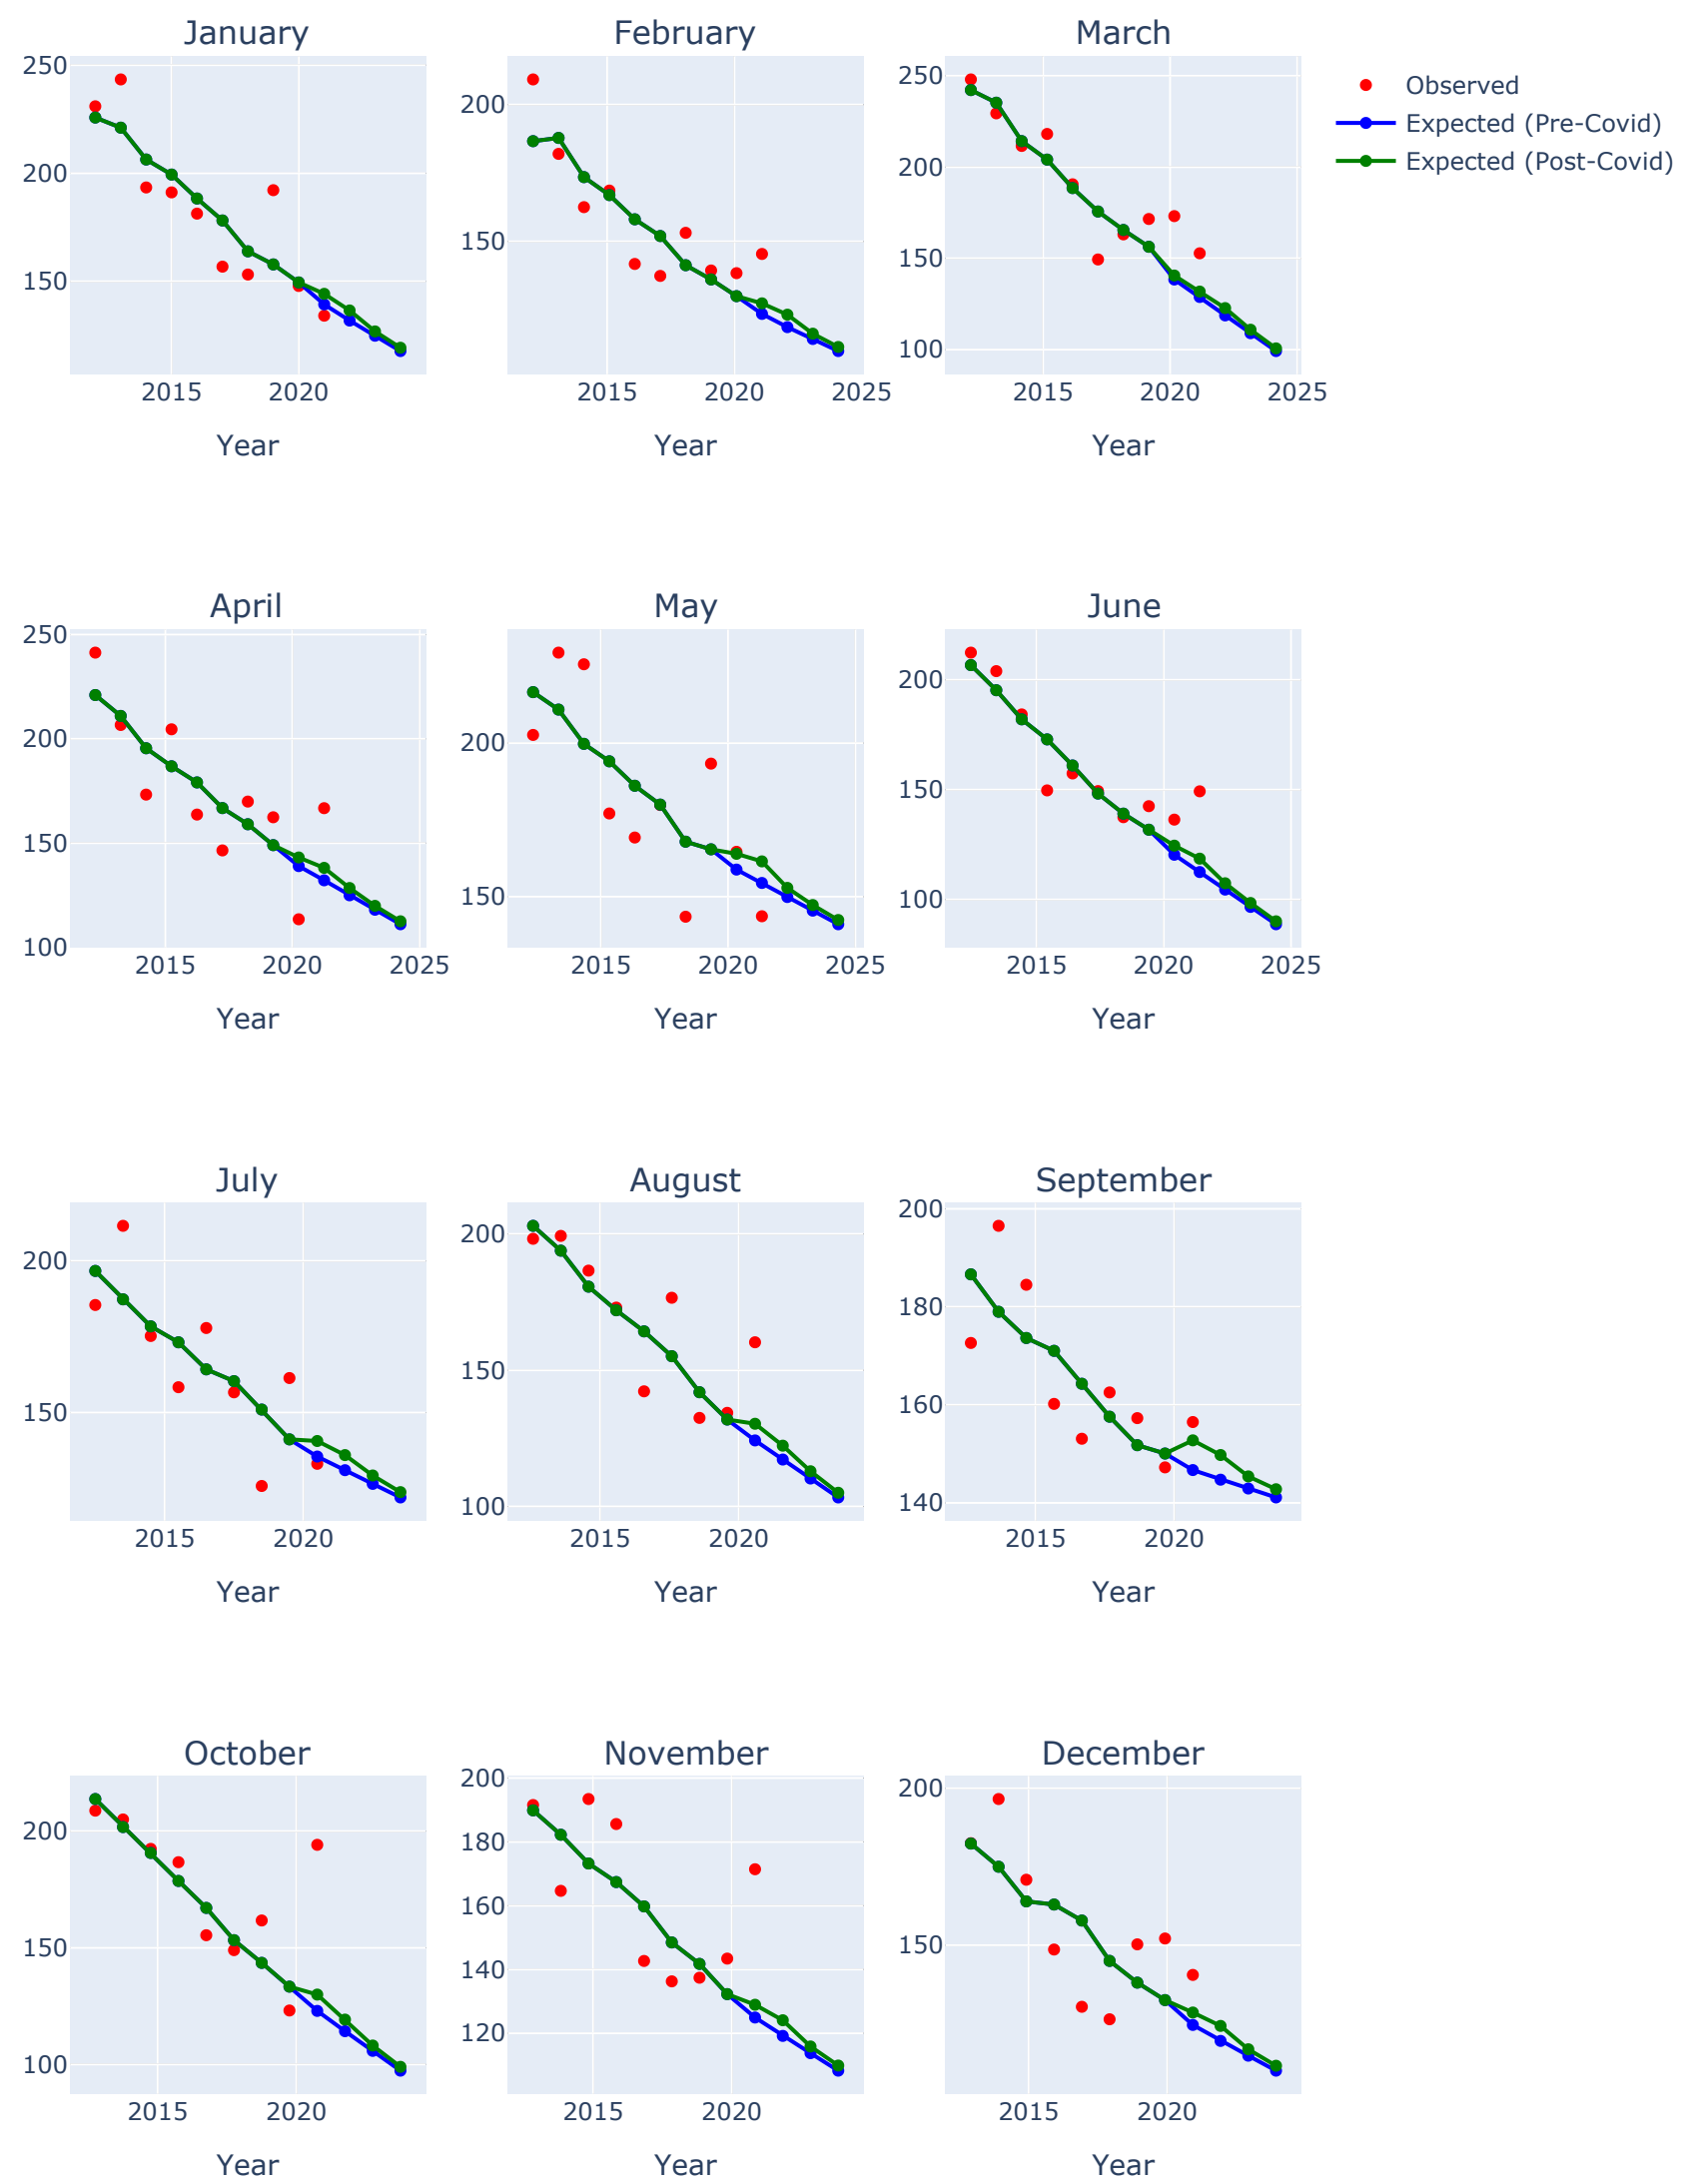 January
February
March
250
200
150
2015
2020
Year
200
150
2015
2020
2025
Year
250
200
150
100
2015
2020
2025
Year
Observed
Expected (Pre-Covid)
Expected (Post-Covid)
April
May
June
250
200
150
100
2015
2020
2025
Year
200
150
2015
2020
2025
Year
200
150
100
2015
2020
2025
Year
July
August
September
200
150
2015
2020
Year
200
150
100
2015
2020
Year
200
180
160
140
2015
2020
Year
October
November
December
200
150
100
2015
2020
Year
200
180
160
140
120
2015
2020
Year
200
150
2015
2020
Year